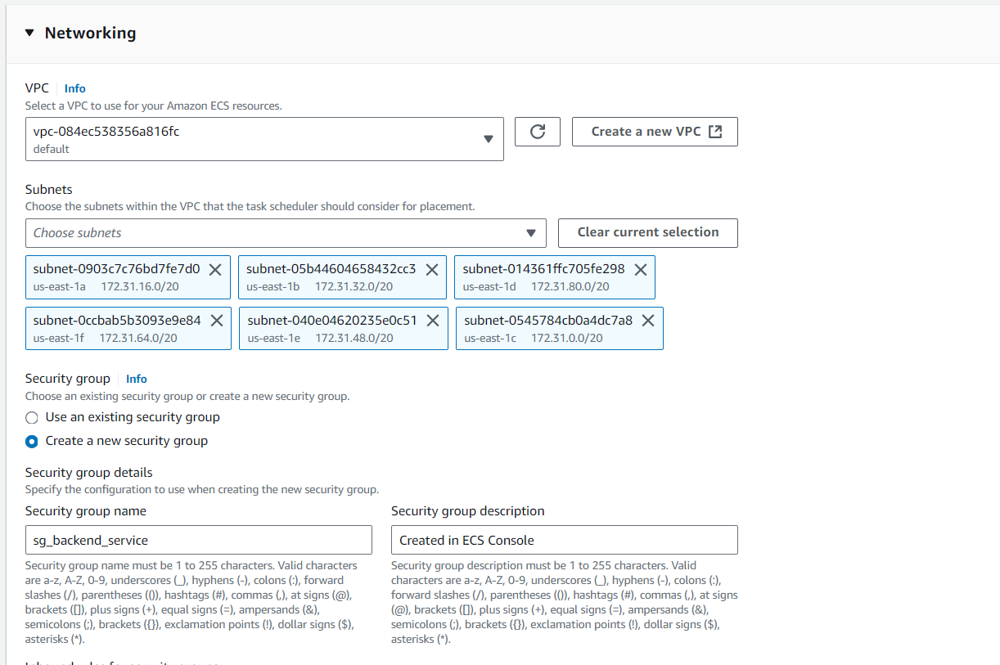 Networking
VPC Info
Select a VPC to use for your Amazon ECS resources.
vpc-084ec538356a816fc
default
Create a new VPC
Subnets
Choose the subnets within the VPC that the task scheduler should consider for placement.
Choose subnets
Clear current selection
subnet-0903c7c76bd7fe7d0 subnet-05b44604658432cc3 subnet-014361ffc705fe298
us-east-1a 172.31.16.0/20 us-east-1b 172.31.32.0/20 us-east-1d 172.31.80.0/20
subnet-0ccbab5b3093e9e84 subnet-040e04620235e0c51 subnet-0545784cb0a4dc7a8
us-east-1f 172.31.64.0/20 us-east-1e 172.31.48.0/20 us-east-1c 172.31.0.0/20
Security group Info
Choose an existing security group or create a new security group.
Use an existing security group
Create a new security group
Security group details
Specify the configuration to use when creating the new security group.
Security group name
sg_backend_service
Security group name must be 1 to 255 characters. Valid characters
are a-z, A-Z, 0-9, underscores (_), hyphens (-), colons (:), forward
slashes (/), parentheses (()), hashtags (#), commas (,), at signs (@),
brackets ([]), plus signs (+), equal signs (=), ampersands (&),
semicolons (;), brackets ({}), exclamation points (!), dollar signs ($),
asterisks (*).
Security group description
Created in ECS Console
Security group description must be 1 to 255 characters. Valid
characters are a-z, A-Z, 0-9, underscores (_), hyphens (-), colons (:),
forward slashes (/), parentheses (()), hashtags (#), commas (,), at signs
(@), brackets ([]), plus signs (+), equal signs (=), ampersands (&),
semicolons (;), brackets ({}), exclamation points (!), dollar signs ($),
asterisks (*).